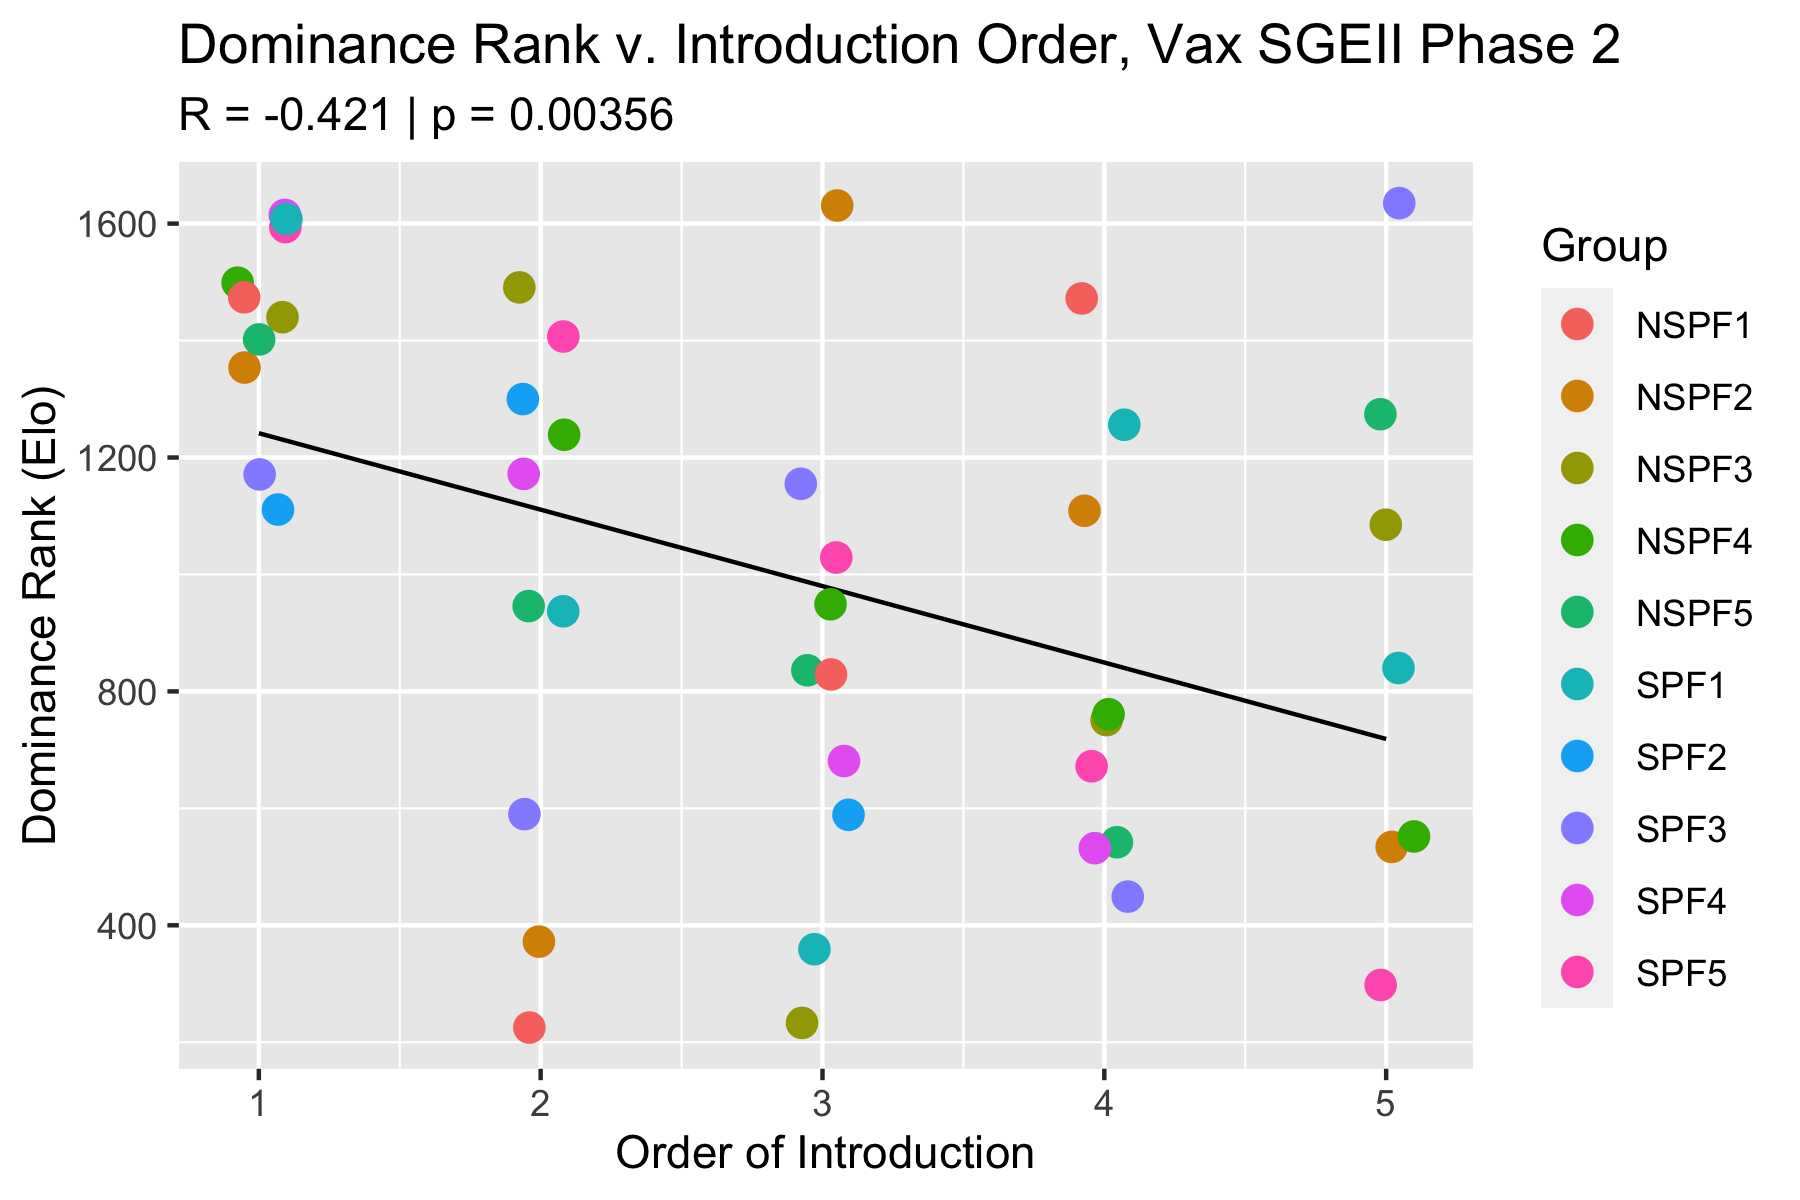 Dominance Rank v. Introduction Order, Vax SGEII Phase 2
R = -0.421 | p = 0.00356
Dominance Rank (Elo)
1600
1200
800
400
1 2 3 4 5
Order of Introduction
Group
NSPF1
NSPF2
NSPF3
NSPF4
NSPF5
SPF1
SPF2
SPF3
SPF4
SPF5